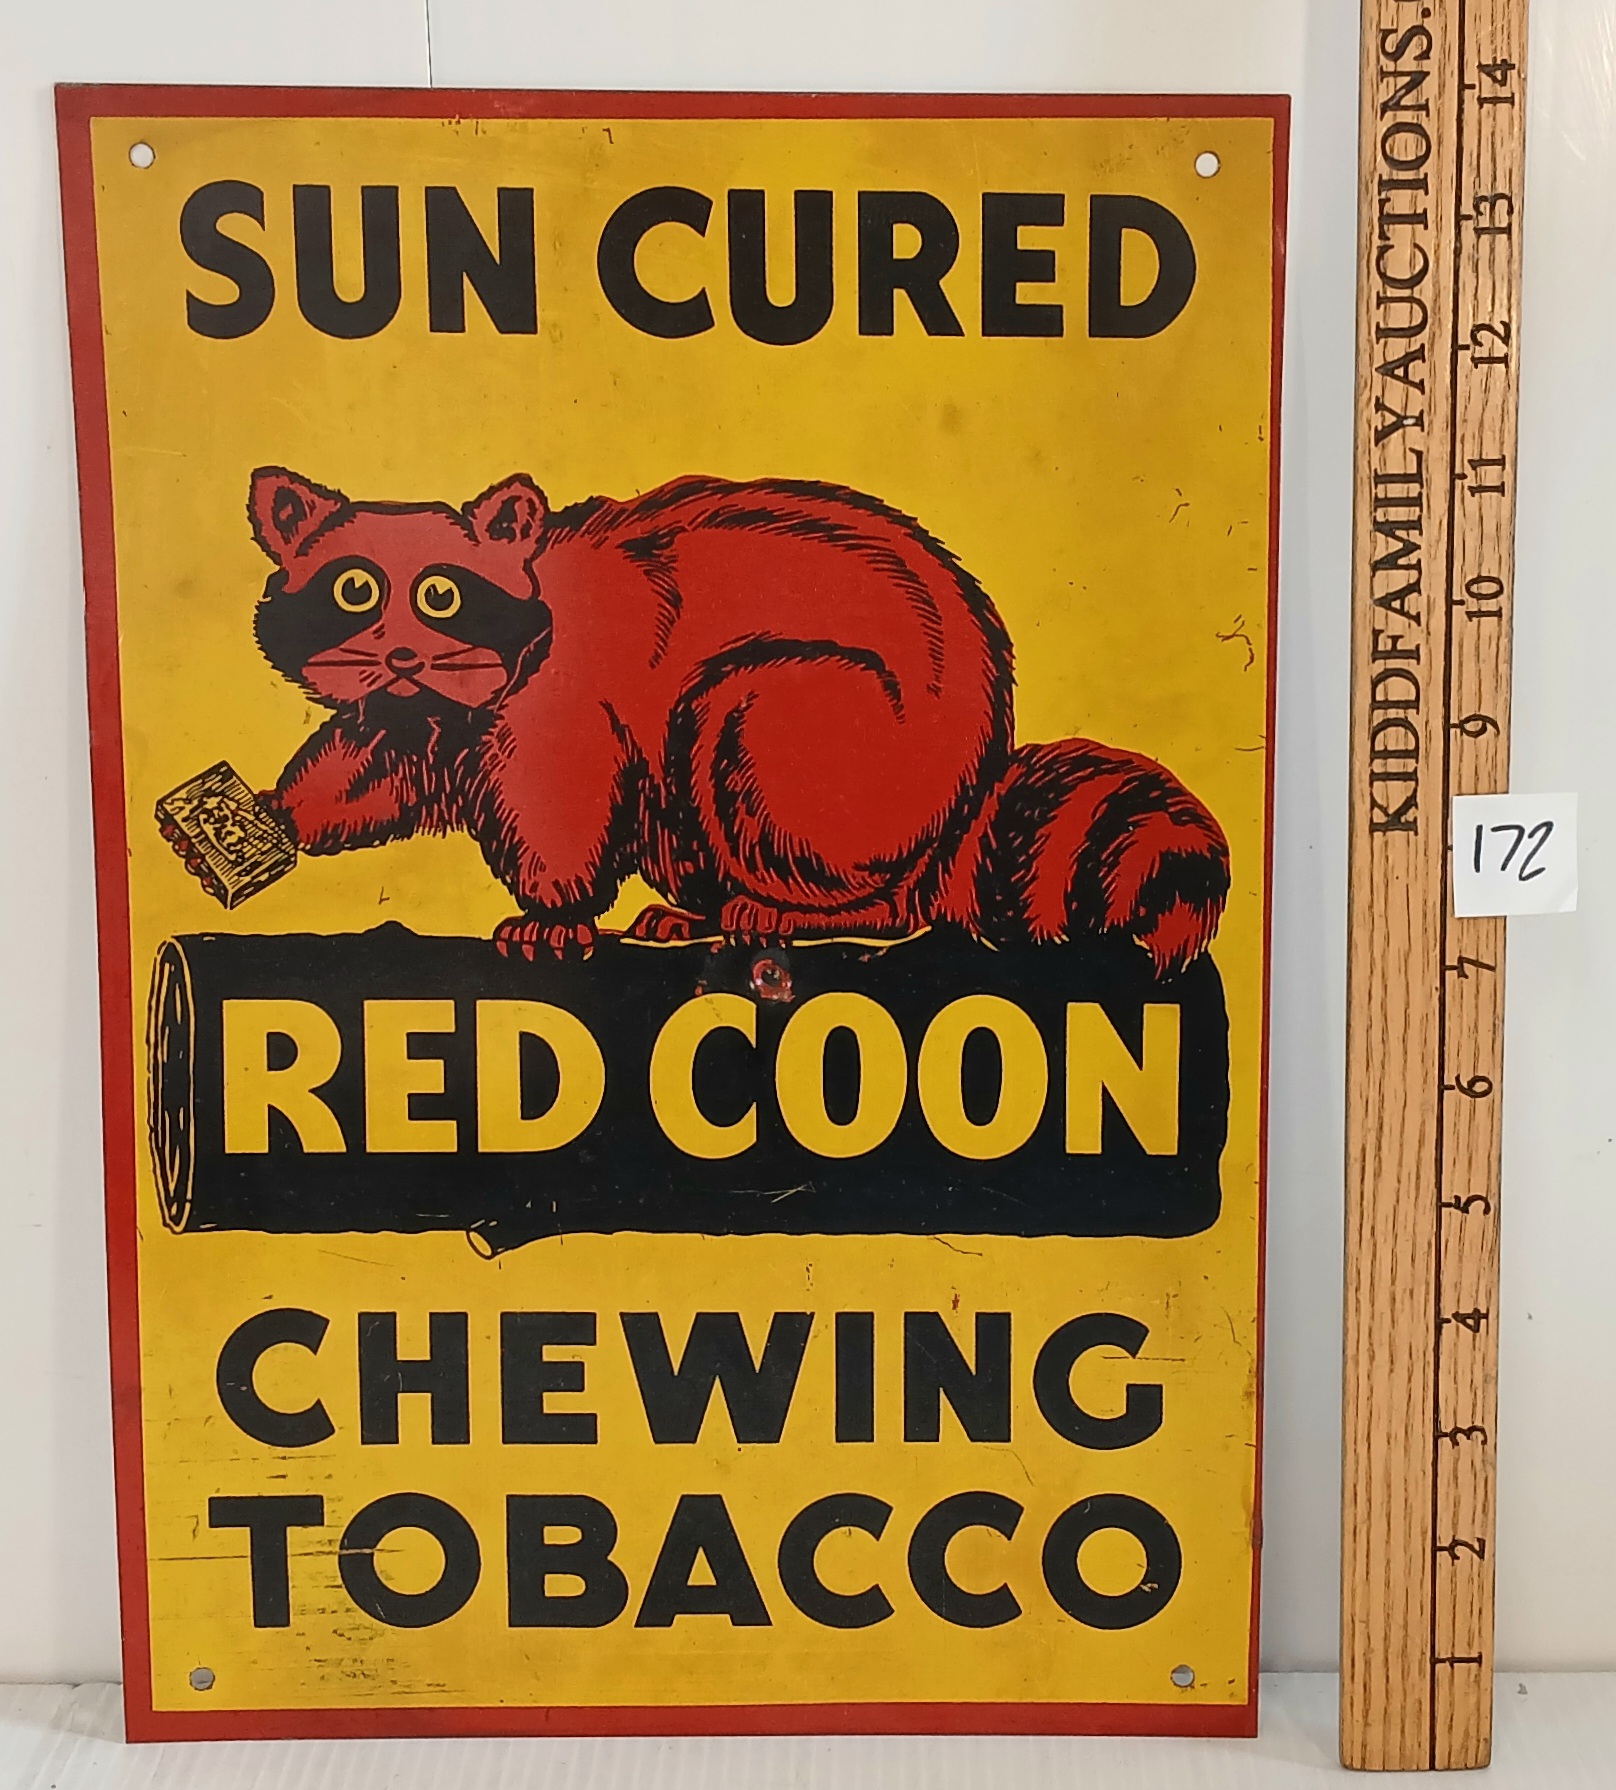 SUN CURED
RED COON
CHEWING
TOBACCO
KIDDFAMILYAUCTIONS.
14
13
12
11
10
9
172
7
6
5
4
3
2
1